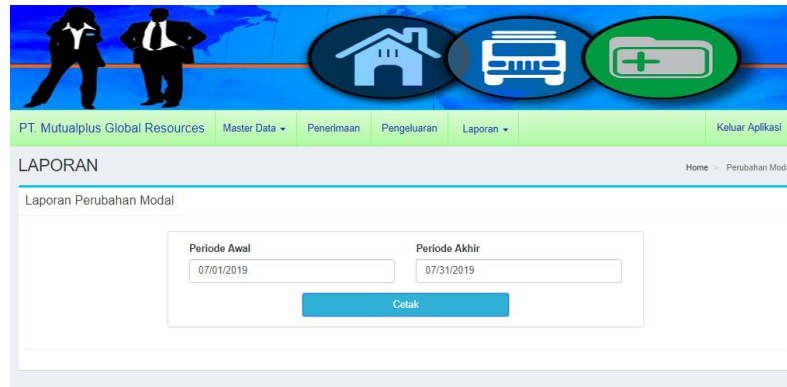 PT. Mutualplus Global Resources Master Data Penerimaan Pengeluaran Laporan Keluar Aplikasi
LAPORAN
Home > Perubahan Moda
Laporan Perubahan Modal
Periode Awal Periode Akhir
07/01/2019 07/31/2019
Cetak